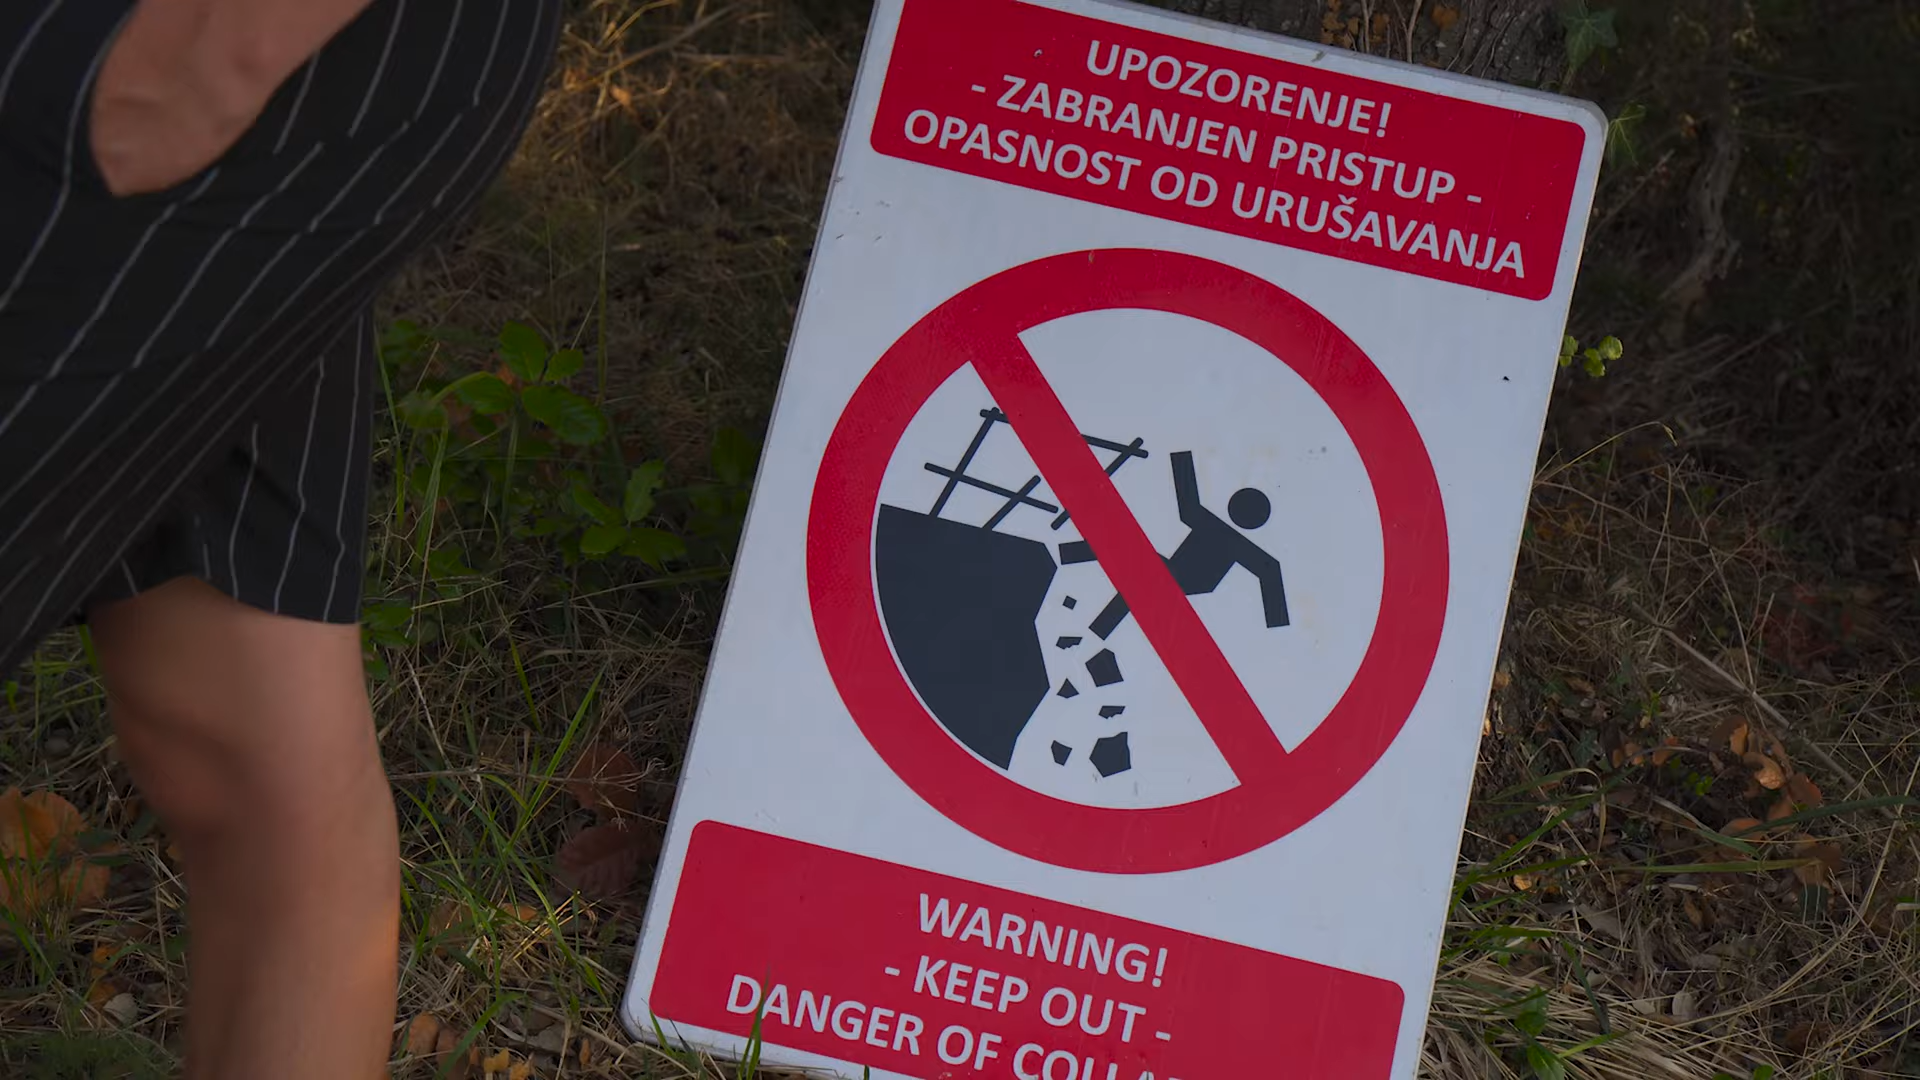 UPOZORENJE!
- ZABRANJEN PRISTUP -
OPASNOST OD URUŠAVANJA
WARNING!
- KEEP OUT -
DANGER OF